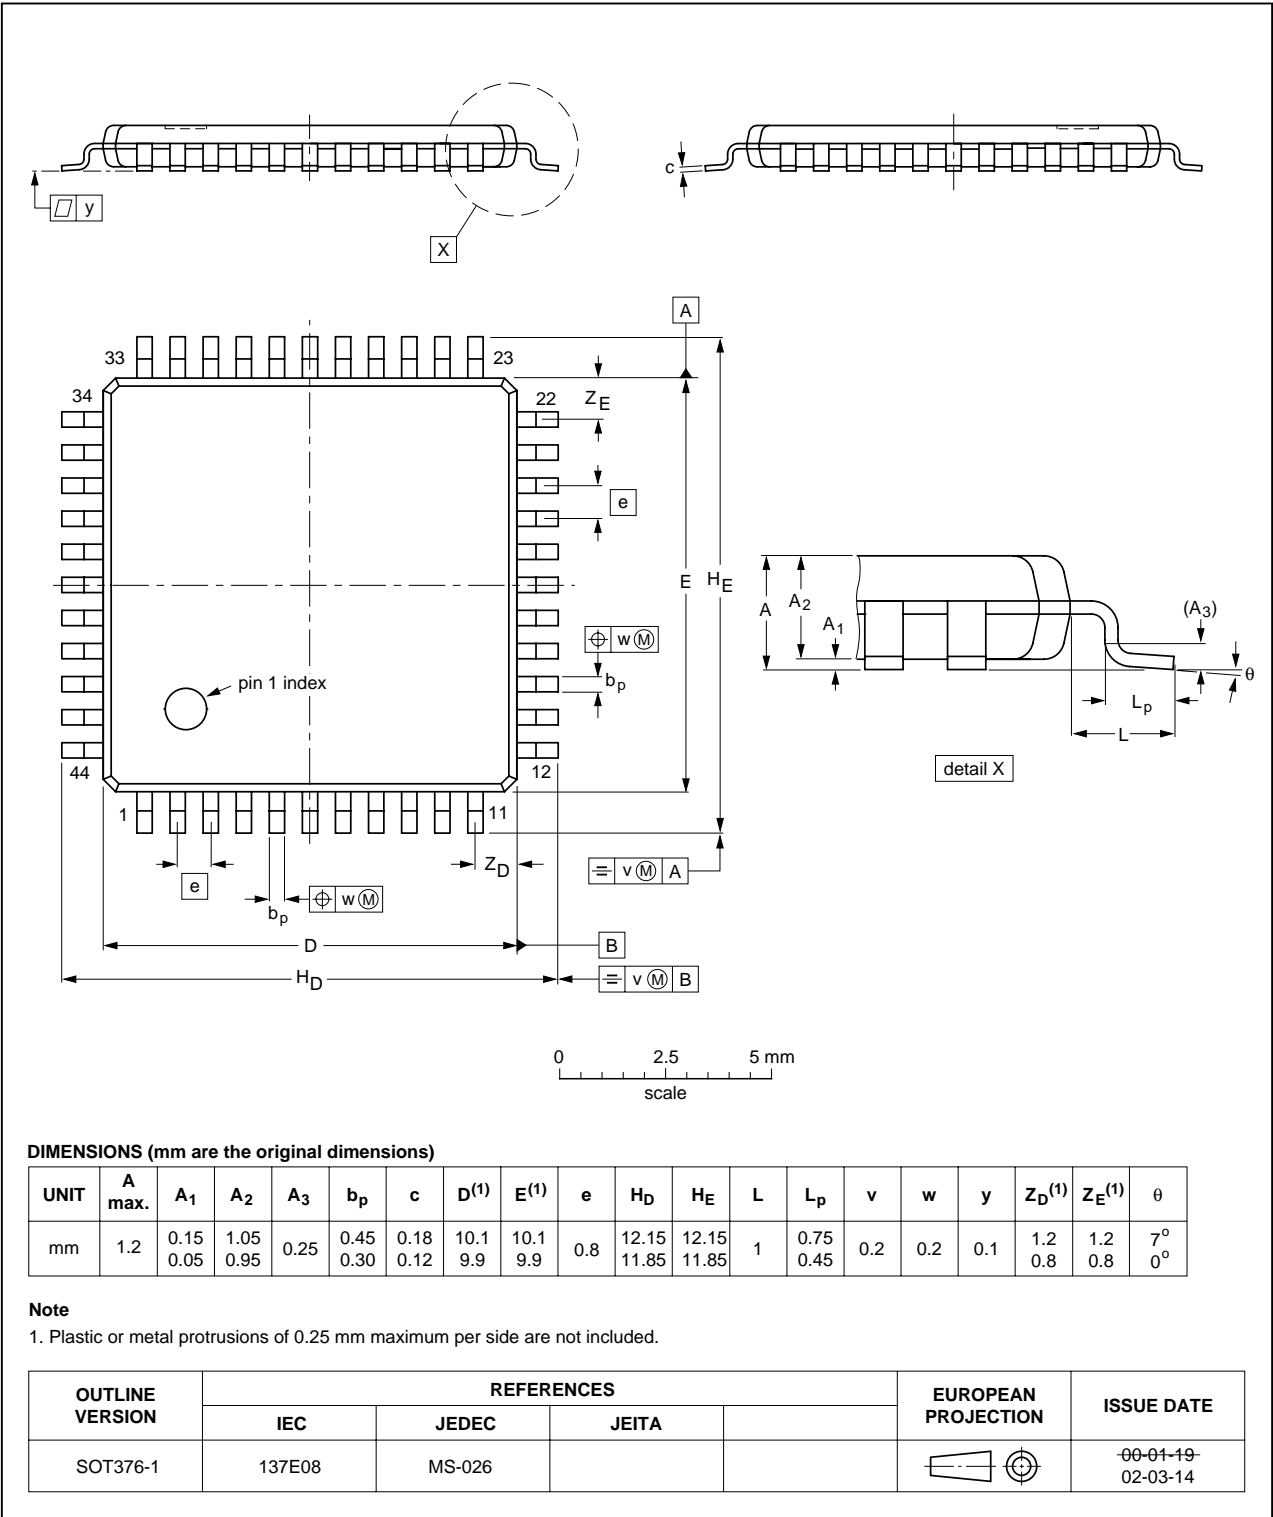 c
y
X
A
33
23
34
22
Z_E
e
E
H_E
w Ⓜ
b_p
pin 1 index
44
12
1
11
e
Z_D
v Ⓜ A
b_p
w Ⓜ
D
B
H_D
v Ⓜ B
A
A_2
A_1
(A_3)
θ
L_p
L
detail X
0 2.5 5 mm
scale
DIMENSIONS (mm are the original dimensions)
UNIT A max. A_1 A_2 A_3 b_p c D(1) E(1) e H_D H_E L L_p v w y Z_D(1) Z_E(1) θ
mm 1.2 0.15 0.05 1.05 0.95 0.25 0.45 0.30 0.18 0.12 10.1 9.9 10.1 9.9 0.8 12.15 11.85 12.15 11.85 1 0.75 0.45 0.2 0.2 0.1 1.2 0.8 1.2 0.8 7° 0°
Note
1. Plastic or metal protrusions of 0.25 mm maximum per side are not included.
OUTLINE VERSION
REFERENCES
IEC JEDEC JEITA
EUROPEAN PROJECTION
ISSUE DATE
SOT376-1 137E08 MS-026
00-01-19
02-03-14